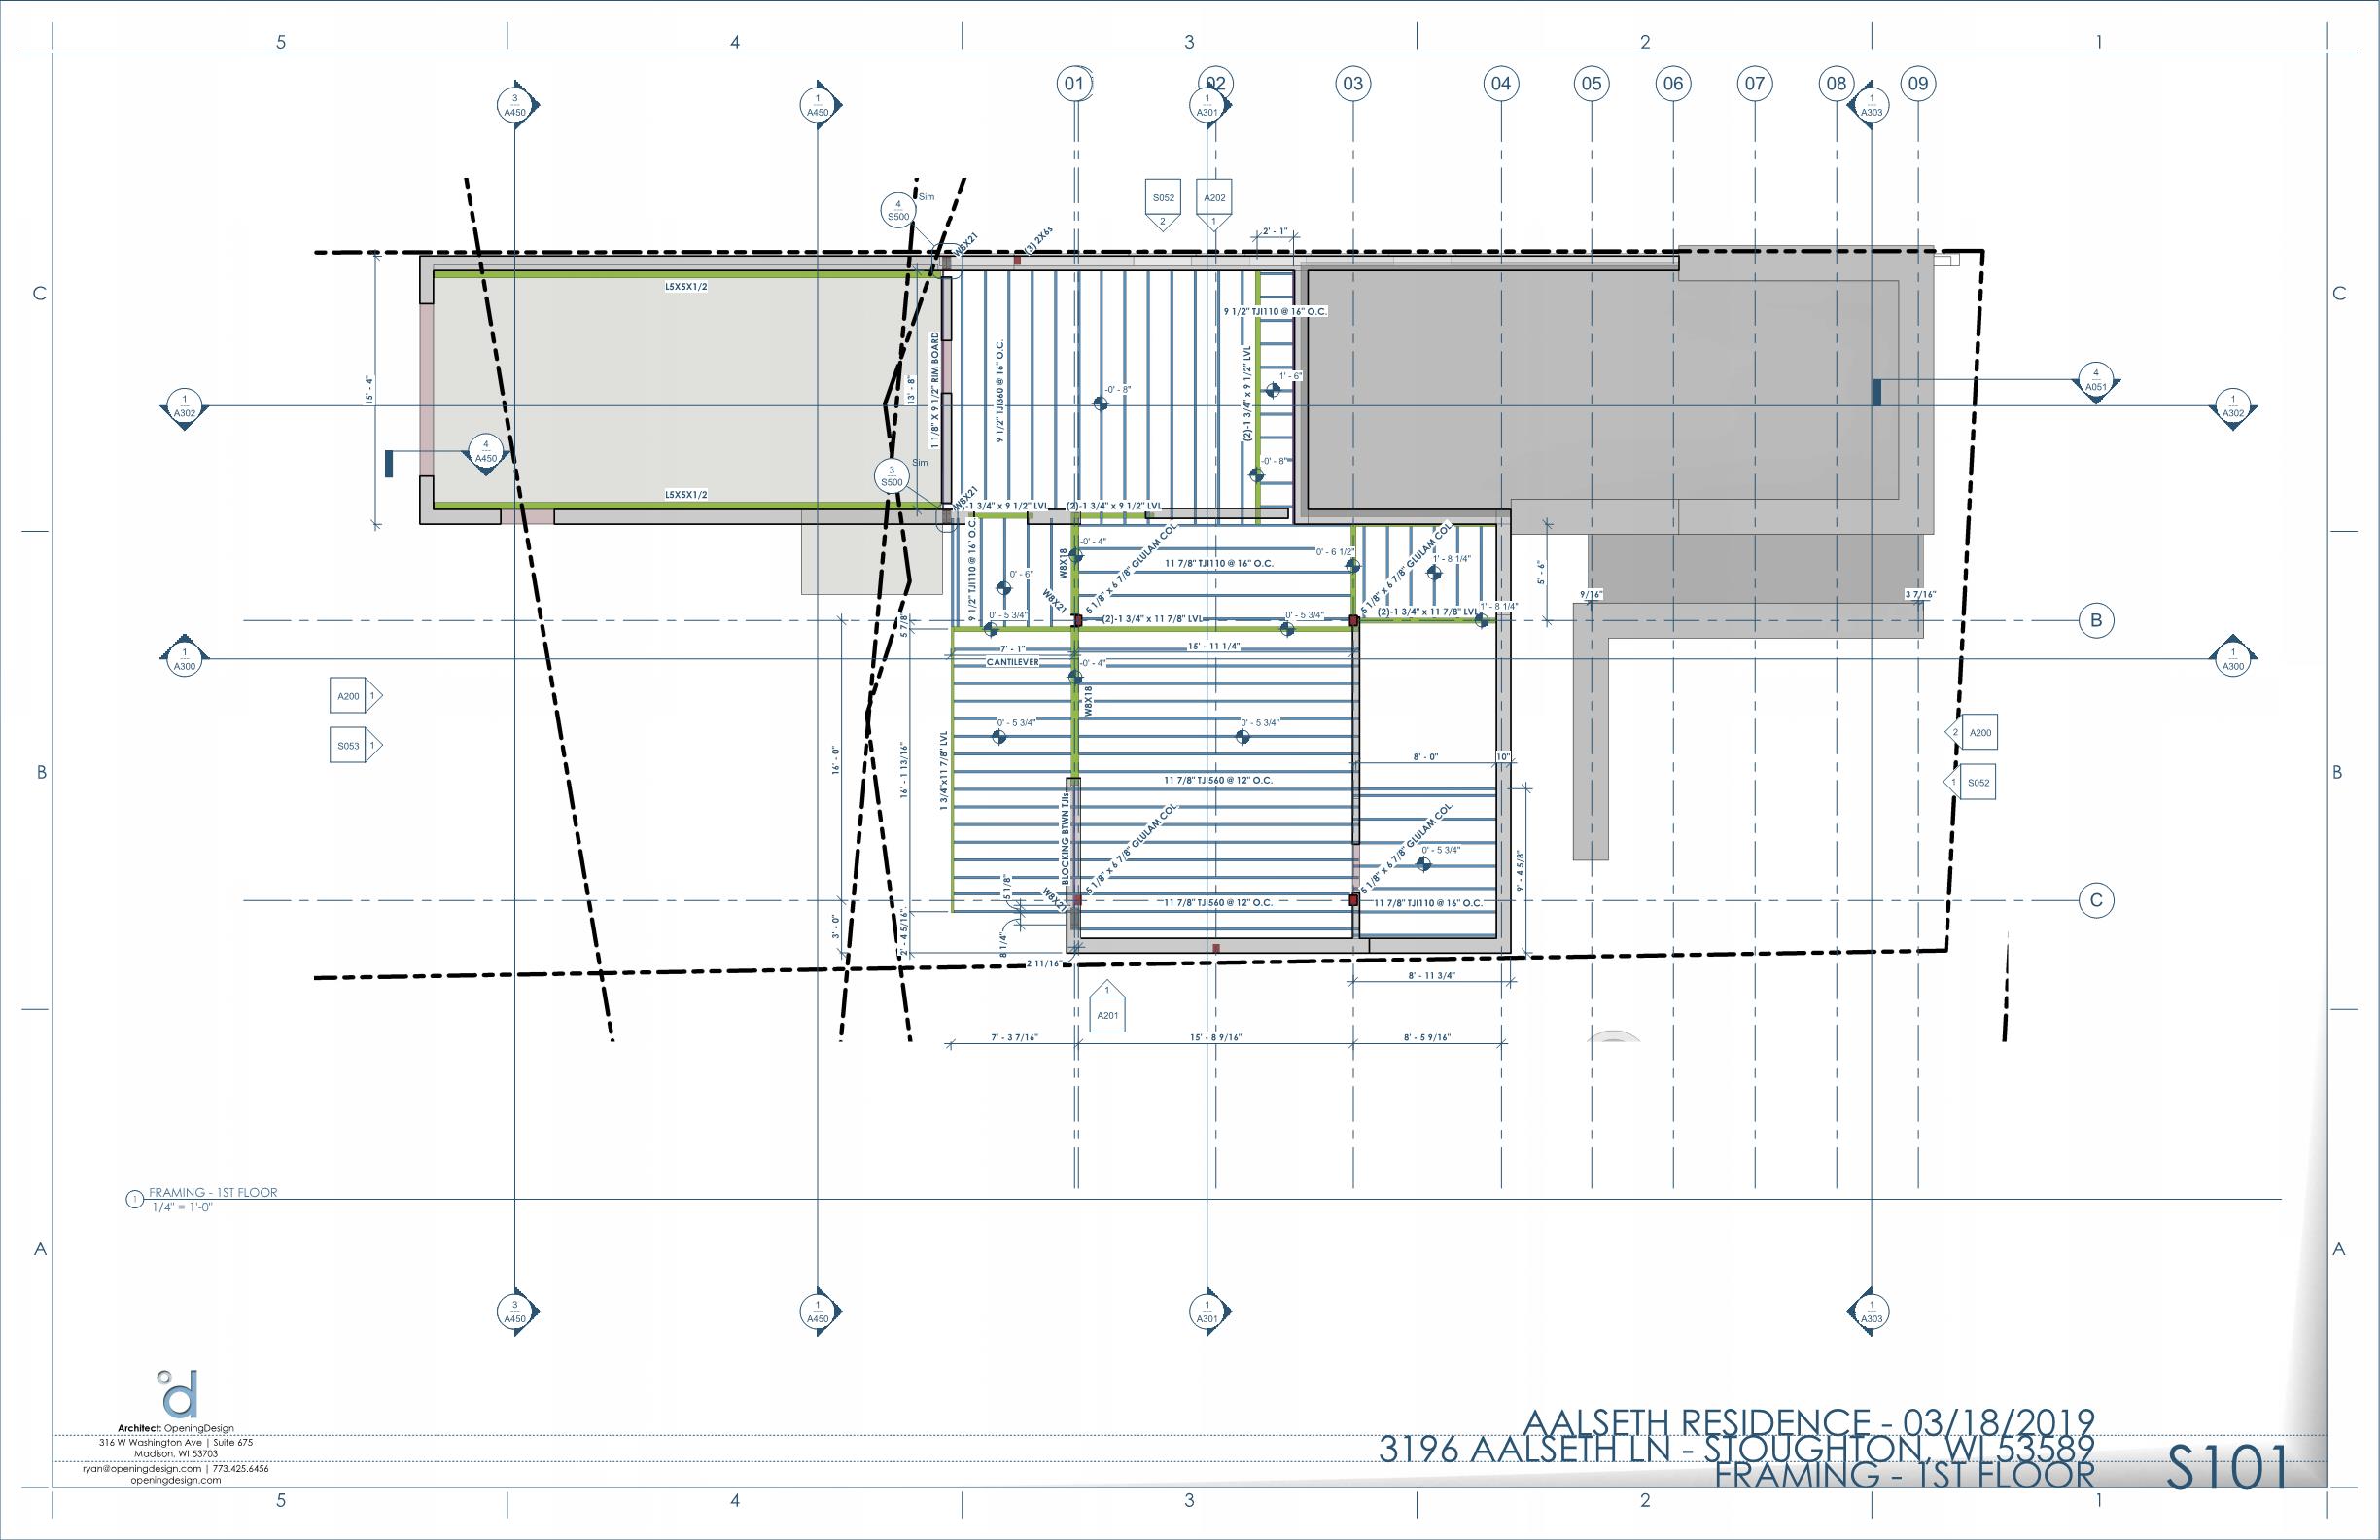 5 4 3 2 1
01 02 03 04 05 06 07 08 09
3 A450
1 A450
1 A301
1 A303
4 S500 Sim
S052 2
A202 1
W8X21
(3) 2X6s
2' - 1"
C
C
L5X5X1/2
9 1/2" TJI110 @ 16" O.C.
15' - 4"
13' - 8"
1 1/8" X 9 1/2" RIM BOARD
9 1/2" TJI360 @ 16" O.C.
-0' - 8"
(2)-1 3/4" x 9 1/2" LVL
1' - 6"
4 A051
1 A302
1 A302
4 A450
3 S500 Sim
-0' - 8"
L5X5X1/2
W8X21
-1 3/4" x 9 1/2" LVL
(2)-1 3/4" x 9 1/2" LVL
9 1/2" TJI110 @ 16" O.C.
0' - 6"
-0' - 4"
W8X18
W8X21
5 1/8" x 6 7/8" GLULAM COL.
11 7/8" TJI110 @ 16" O.C.
0' - 6 1/2"
5 1/8" x 6 7/8" GLULAM COL.
1' - 8 1/4"
5' - 6"
9/16"
3 7/16"
0' - 5 3/4"
(2)-1 3/4" x 11 7/8" LVL
0' - 5 3/4"
(2)-1 3/4" x 11 7/8" LVL
1' - 8 1/4"
B
5 7/8"
7' - 1"
CANTILEVER
15' - 11 1/4"
-0' - 4"
W8X18
1 A300
1 A300
A200 1
S053 1
0' - 5 3/4"
0' - 5 3/4"
2 A200
1 S052
16' - 0"
16' - 1 13/16"
1 3/4"x11 7/8" LVL
8' - 0"
10"
B
B
11 7/8" TJI560 @ 12" O.C.
BLOCKING BTWN TJIs
5 1/8" x 6 7/8" GLULAM COL.
5 1/8" x 6 7/8" GLULAM COL.
0' - 5 3/4"
9' - 4 5/8"
5 1/8"
W8X21
11 7/8" TJI560 @ 12" O.C.
11 7/8" TJI110 @ 16" O.C.
C
3' - 0"
2' - 4 5/16"
8 1/4"
2 11/16"
8' - 11 3/4"
1 A201
7' - 3 7/16"
15' - 8 9/16"
8' - 5 9/16"
1 FRAMING - 1ST FLOOR
1/4" = 1'-0"
A
A
3 A450
1 A450
1 A301
1 A303
d
Architect: OpeningDesign
316 W Washington Ave | Suite 675
Madison, WI 53703
ryan@openingdesign.com | 773.425.6456
openingdesign.com
AALSETH RESIDENCE - 03/18/2019
3196 AALSETH LN - STOUGHTON, WI 53589
FRAMING - 1ST FLOOR
S101
5 4 3 2 1